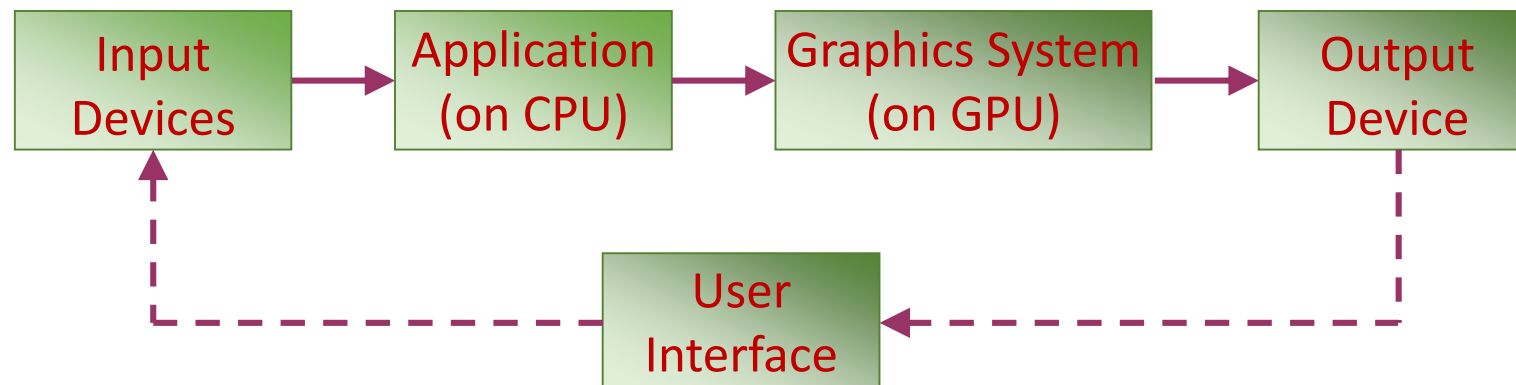 Input
Devices
Application
(on CPU)
Graphics System
(on GPU)
Output
Device
User
Interface